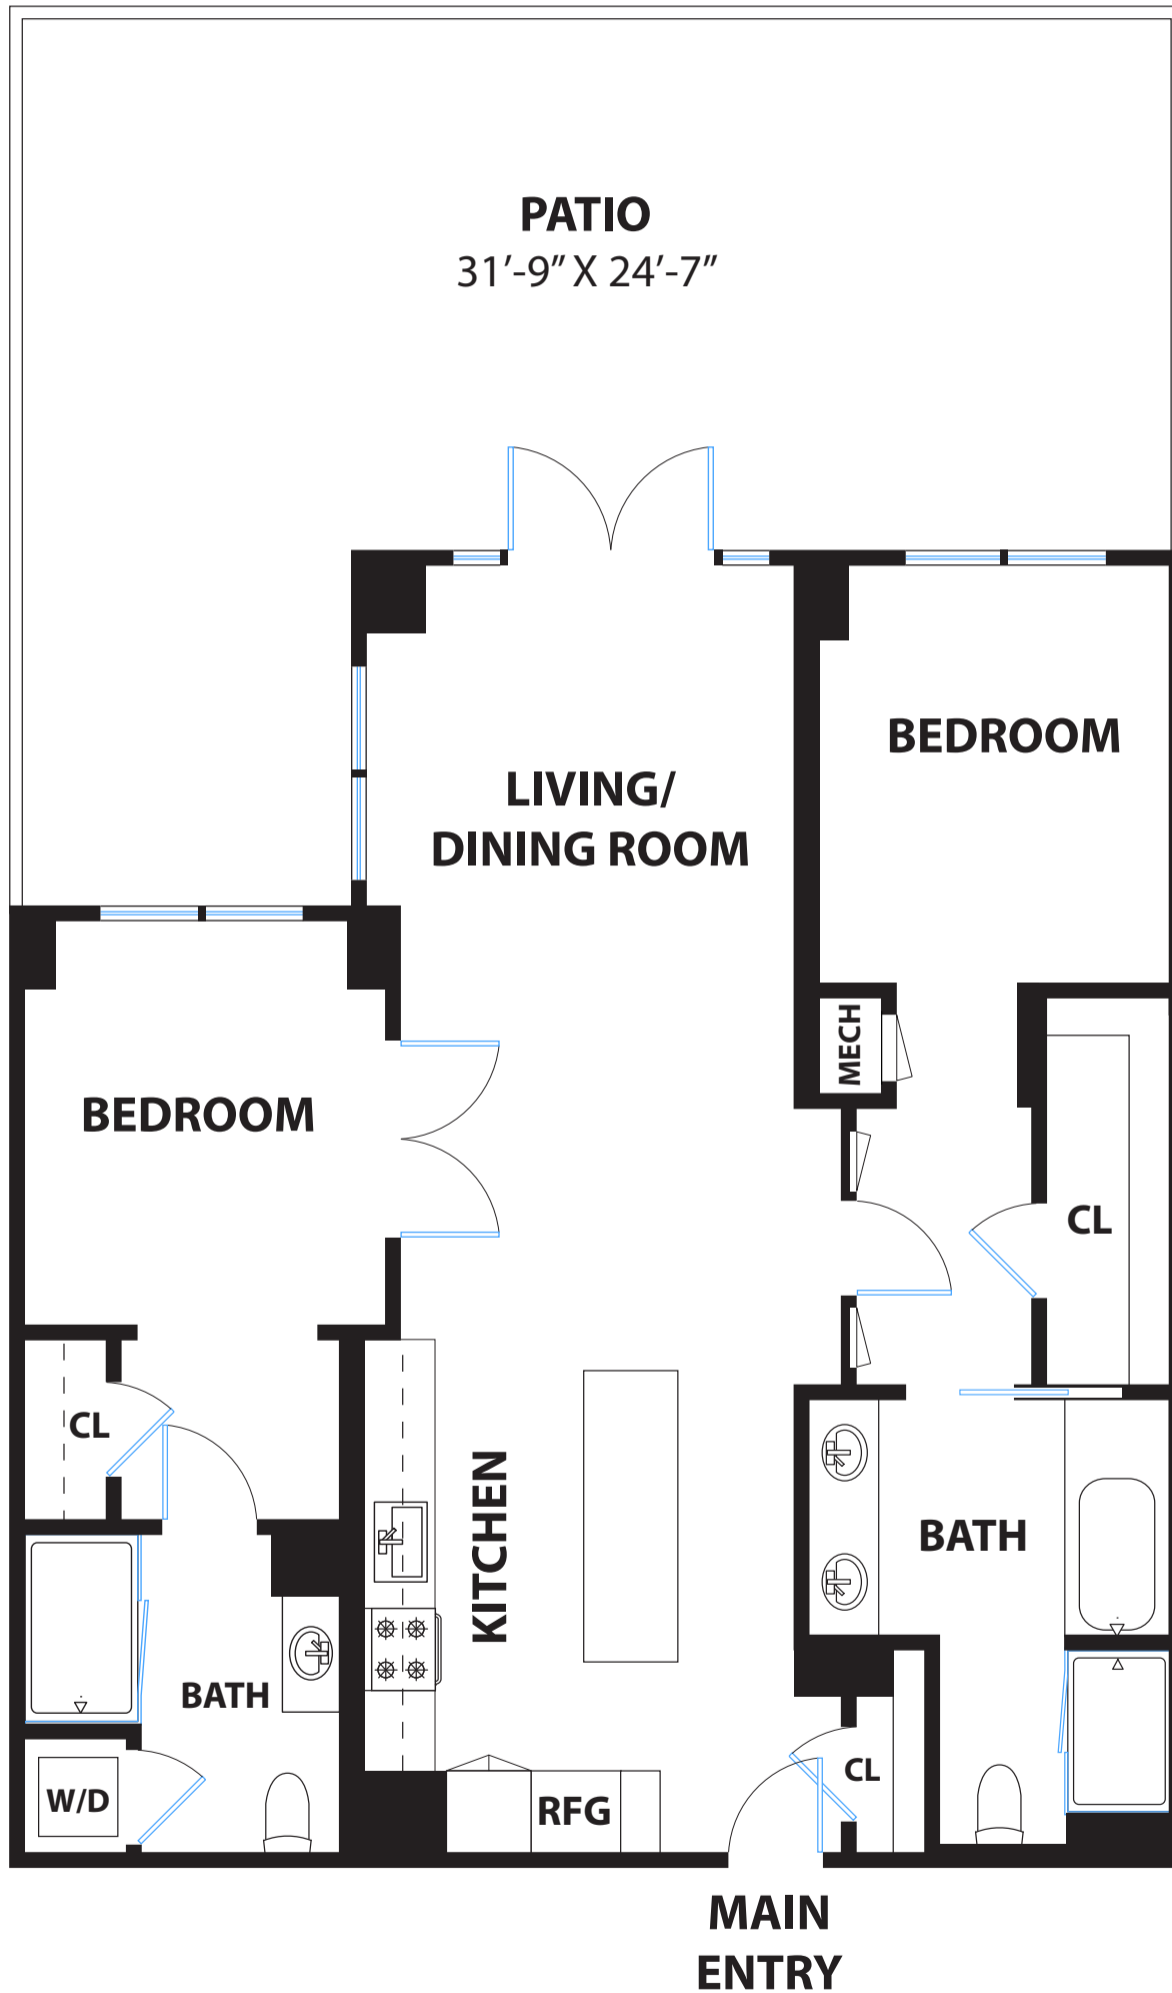 PATIO
31’-9” X 24’-7”
BEDROOM
LIVING/
DINING ROOM
MECH
BEDROOM
CL
CL
KITCHEN
BATH
BATH
CL
W/D
RFG
MAIN
ENTRY